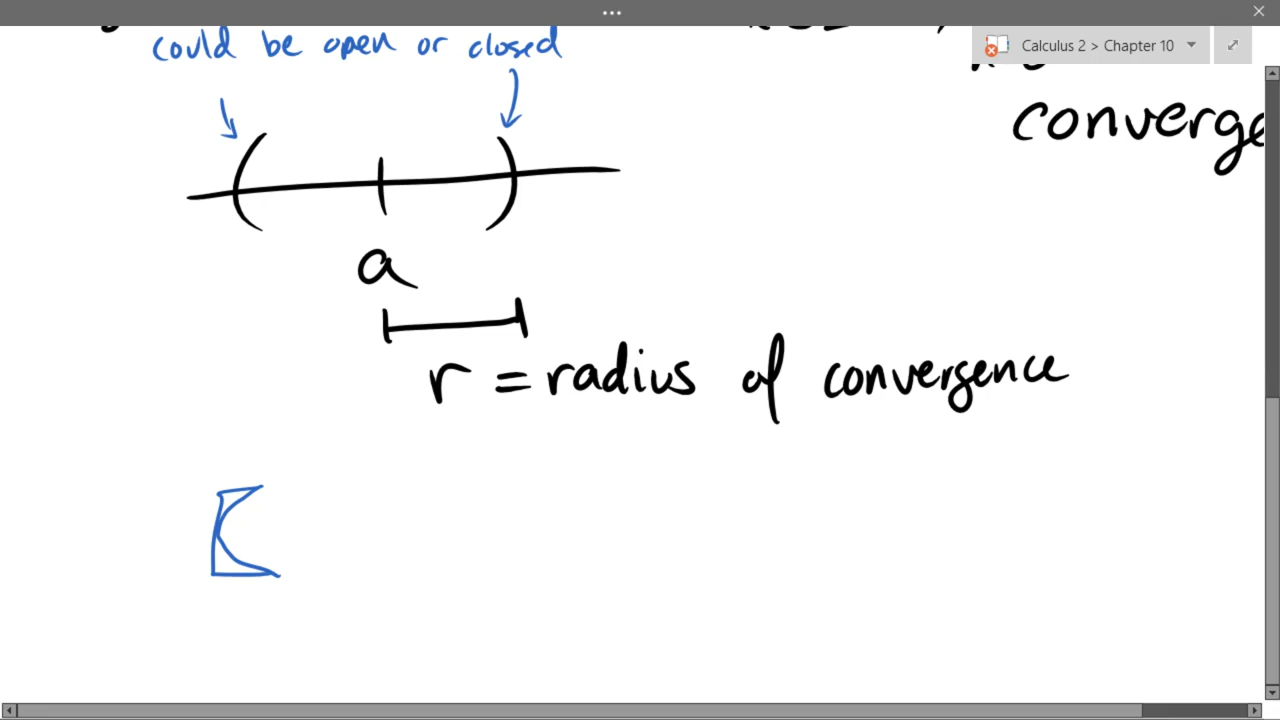 could be open or closed
Calculus 2 > Chapter 10
converge
( )
a
r = radius of convergence